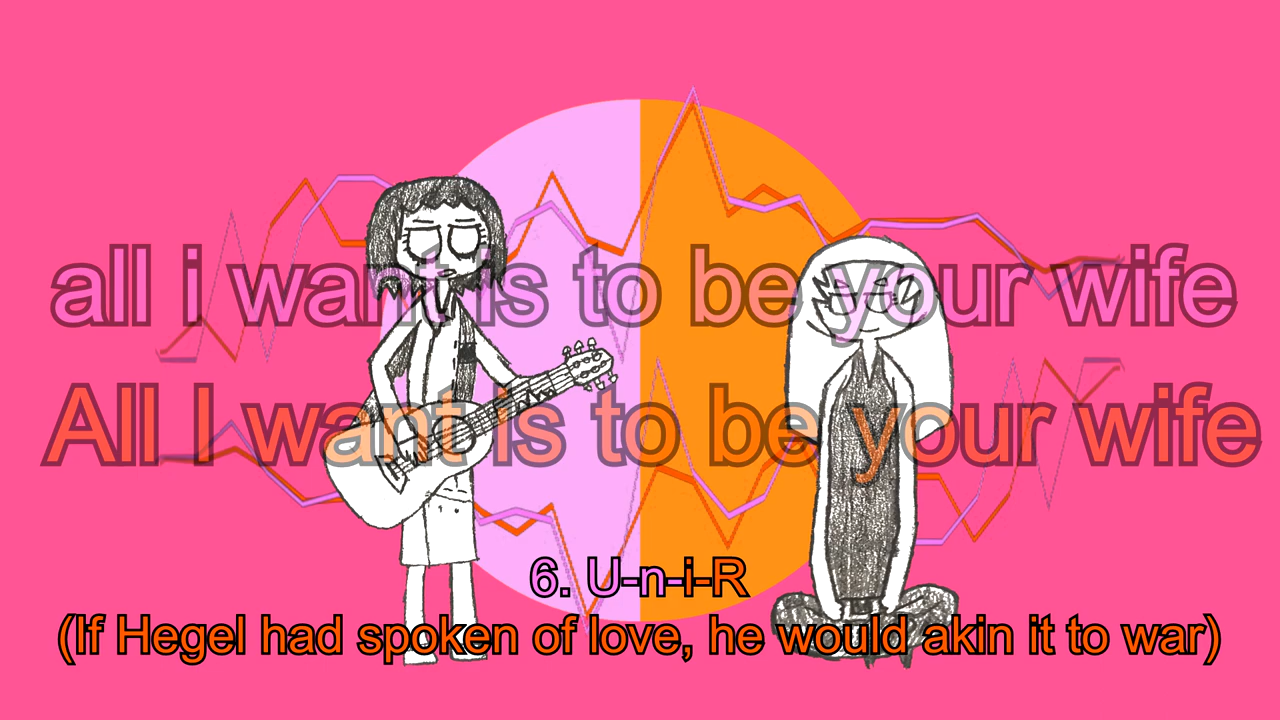 all i want is to be your wife
All I want is to be your wife
6. U-n-i-R
(If Hegel had spoken of love, he would akin it to war)